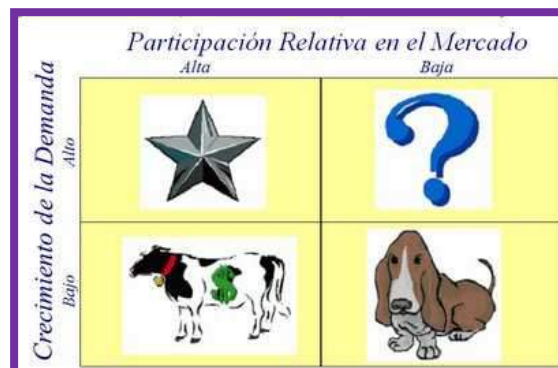 Participación Relativa en el Mercado
Alta
Baja
Crecimiento de la Demanda
Alto
Bajo